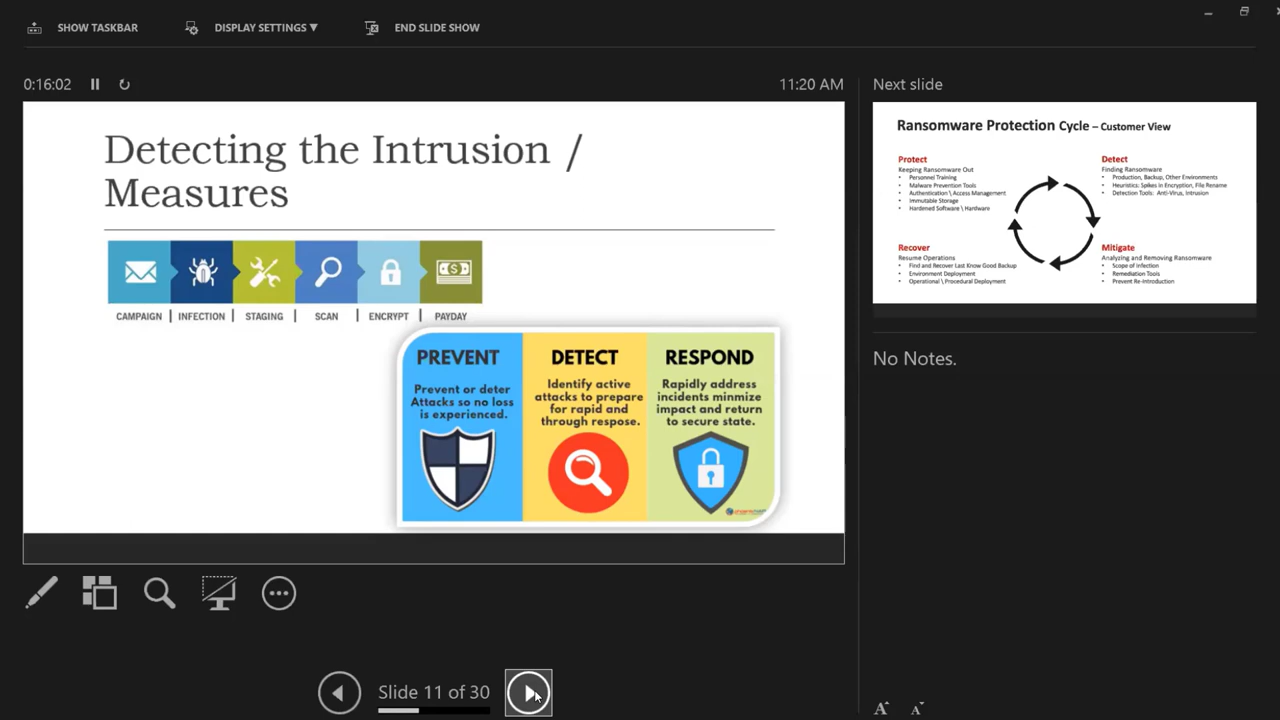 SHOW TASKBAR
DISPLAY SETTINGS ▼
END SLIDE SHOW
0:16:02
11:20 AM
Detecting the Intrusion /
Measures
CAMPAIGN | INFECTION | STAGING | SCAN | ENCRYPT | PAYDAY
PREVENT
Prevent or deter
Attacks so no loss
is experienced.
DETECT
Identify active
attacks to prepare
for rapid and
through respose.
RESPOND
Rapidly address
incidents minmize
impact and return
to secure state.
Slide 11 of 30
Next slide
Ransomware Protection Cycle – Customer View
Protect
Keeping Ransomware Out
• Personnel Training
• Malware Prevention Tools
• Authentication \ Access Management
• Immutable Storage
• Hardened Software \ Hardware
Detect
Finding Ransomware
• Production, Backup, Other Environments
• Heuristics: Spikes in Encryption, File Rename
• Detection Tools: Anti-Virus, Intrusion
Recover
Resume Operations
• Find and Recover Last Know Good Backup
• Environment Deployment
• Operational \ Procedural Deployment
Mitigate
Analyzing and Removing Ransomware
• Scope of Infection
• Remediation Tools
• Prevent Re-Introduction
No Notes.
A A